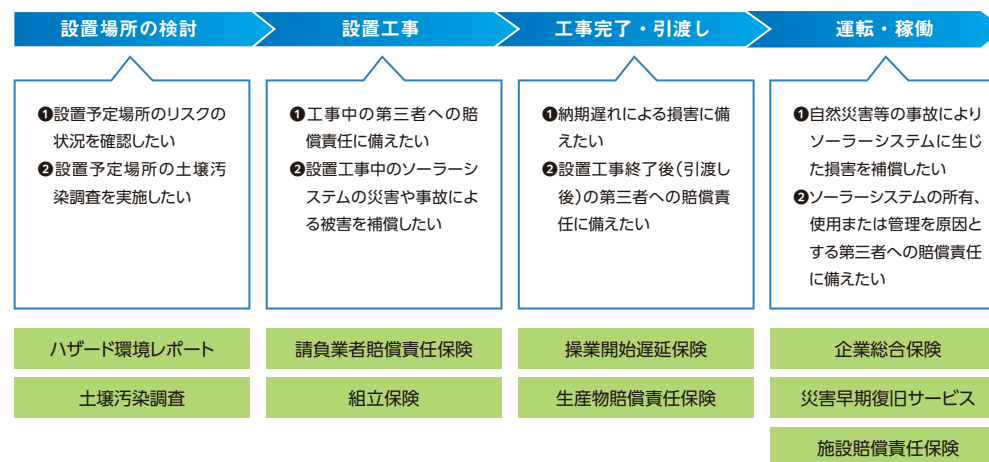 設置場所の検討
設置工事
工事完了・引渡し
運転・稼働
❶設置予定場所のリスクの
状況を確認したい
❷設置予定場所の土壌汚
染調査を実施したい
❶工事中の第三者への賠
償責任に備えたい
❷設置工事中のソーラーシ
ステムの災害や事故によ
る被害を補償したい
❶納期遅れによる損害に備
えたい
❷設置工事終了後(引渡し
後)の第三者への賠償責
任に備えたい
❶自然災害等の事故により
ソーラーシステムに生じ
た損害を補償したい
❷ソーラーシステムの所有、
使用または管理を原因と
する第三者への賠償責任
に備えたい
ハザード環境レポート
土壌汚染調査
請負業者賠償責任保険
組立保険
操業開始遅延保険
生産物賠償責任保険
企業総合保険
災害早期復旧サービス
施設賠償責任保険